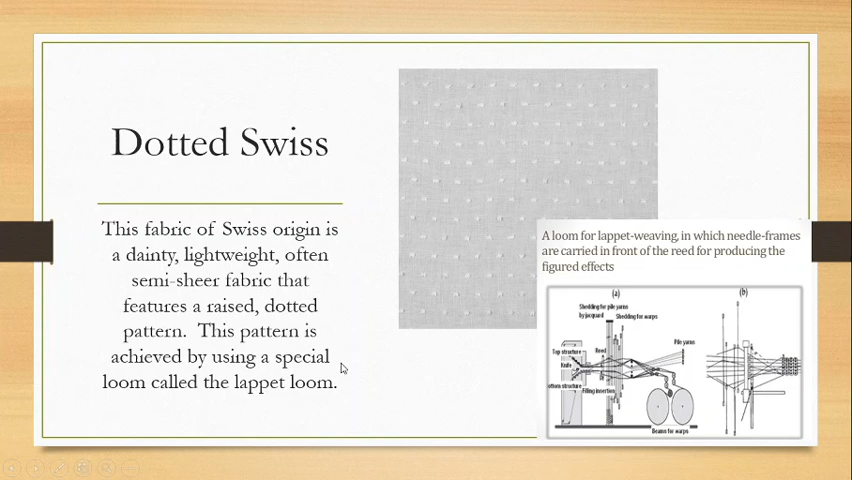 Dotted Swiss
This fabric of Swiss origin is
a dainty, lightweight, often
semi-sheer fabric that
features a raised, dotted
pattern. This pattern is
achieved by using a special
loom called the lappet loom.
A loom for lappet-weaving, in which needle-frames
are carried in front of the reed for producing the
figured effects
(a)
(b)
Shedding for pile yarns
by jacquard
Shedding for warps
Pile yarn
Reed
Top structure
Knife
ottom structure
Filling insertion
Beams for warps